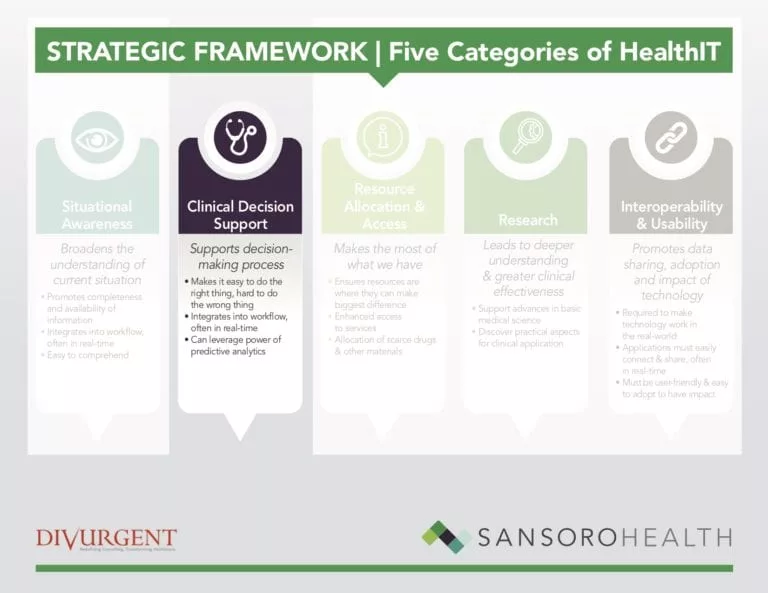 STRATEGIC FRAMEWORK | Five Categories of HealthIT
Situational
Awareness
Broadens the
understanding of
current situation
• Promotes completeness
and availability of
information
• Integrates into workflow,
often in real-time
• Easy to comprehend
Clinical Decision
Support
Supports decision-
making process
• Makes it easy to do the
right thing, hard to do
the wrong thing
• Integrates into workflow,
often in real-time
• Can leverage power of
predictive analytics
Resource
Allocation &
Access
Makes the most of
what we have
• Ensures resources are
where they can make
biggest difference
• Enhanced access
to services
• Allocation of scarce drugs
& other materials
Research
Leads to deeper
understanding
& greater clinical
effectiveness
• Support advances in basic
medical science
• Discover practical aspects
for clinical application
Interoperability
& Usability
Promotes data
sharing, adoption
and impact of
technology
• Required to make
technology work in
the real-world
• Applications must easily
connect & share, often
in real-time
• Must be user-friendly & easy
to adopt to have impact
DIVURGENT
Redefining Consulting. Transforming Healthcare.
SANSOROHEALTH